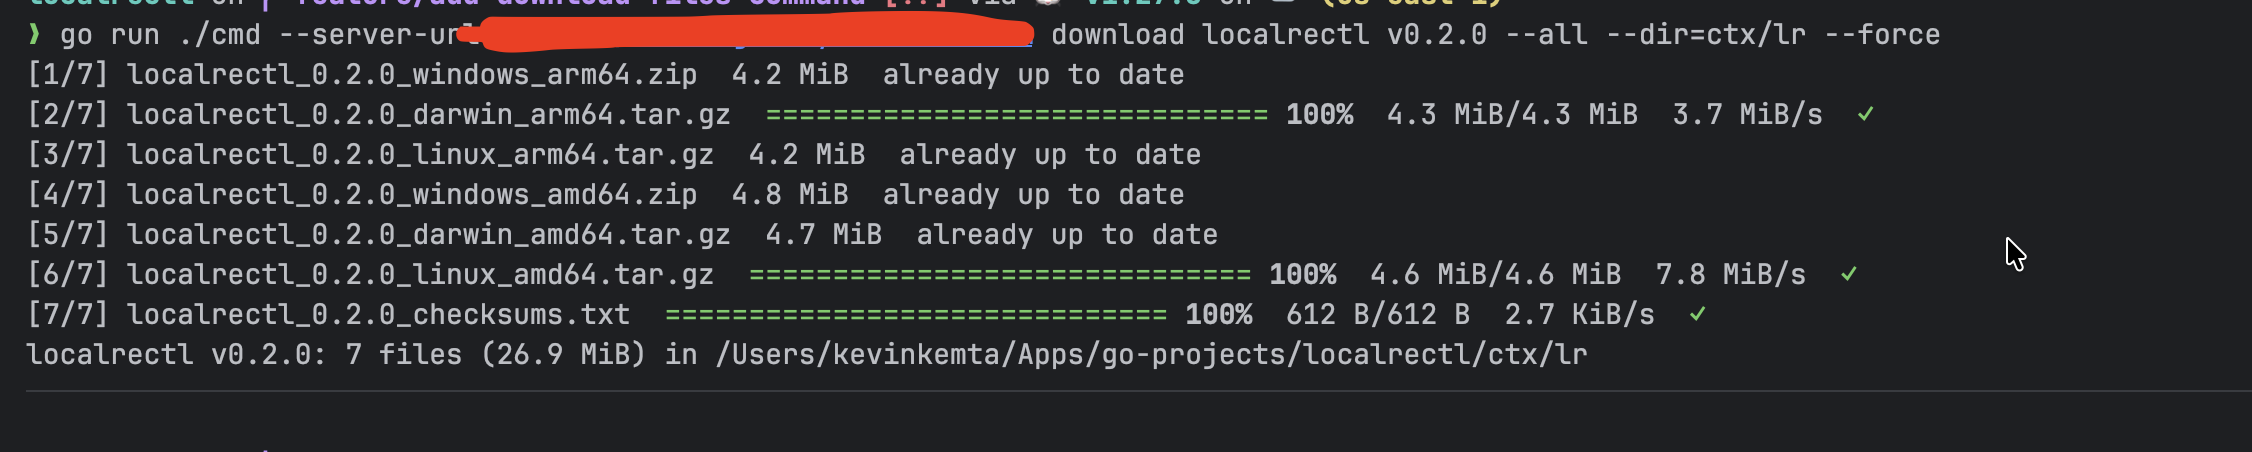 ❯ go run ./cmd --server-url download localrectl v0.2.0 --all --dir=ctx/lr --force
[1/7] localrectl_0.2.0_windows_arm64.zip  4.2 MiB  already up to date
[2/7] localrectl_0.2.0_darwin_arm64.tar.gz  ============================== 100%  4.3 MiB/4.3 MiB  3.7 MiB/s  ✓
[3/7] localrectl_0.2.0_linux_arm64.tar.gz  4.2 MiB  already up to date
[4/7] localrectl_0.2.0_windows_amd64.zip  4.8 MiB  already up to date
[5/7] localrectl_0.2.0_darwin_amd64.tar.gz  4.7 MiB  already up to date
[6/7] localrectl_0.2.0_linux_amd64.tar.gz  ============================== 100%  4.6 MiB/4.6 MiB  7.8 MiB/s  ✓
[7/7] localrectl_0.2.0_checksums.txt  ============================== 100%  612 B/612 B  2.7 KiB/s  ✓
localrectl v0.2.0: 7 files (26.9 MiB) in /Users/kevinkemta/Apps/go-projects/localrectl/ctx/lr